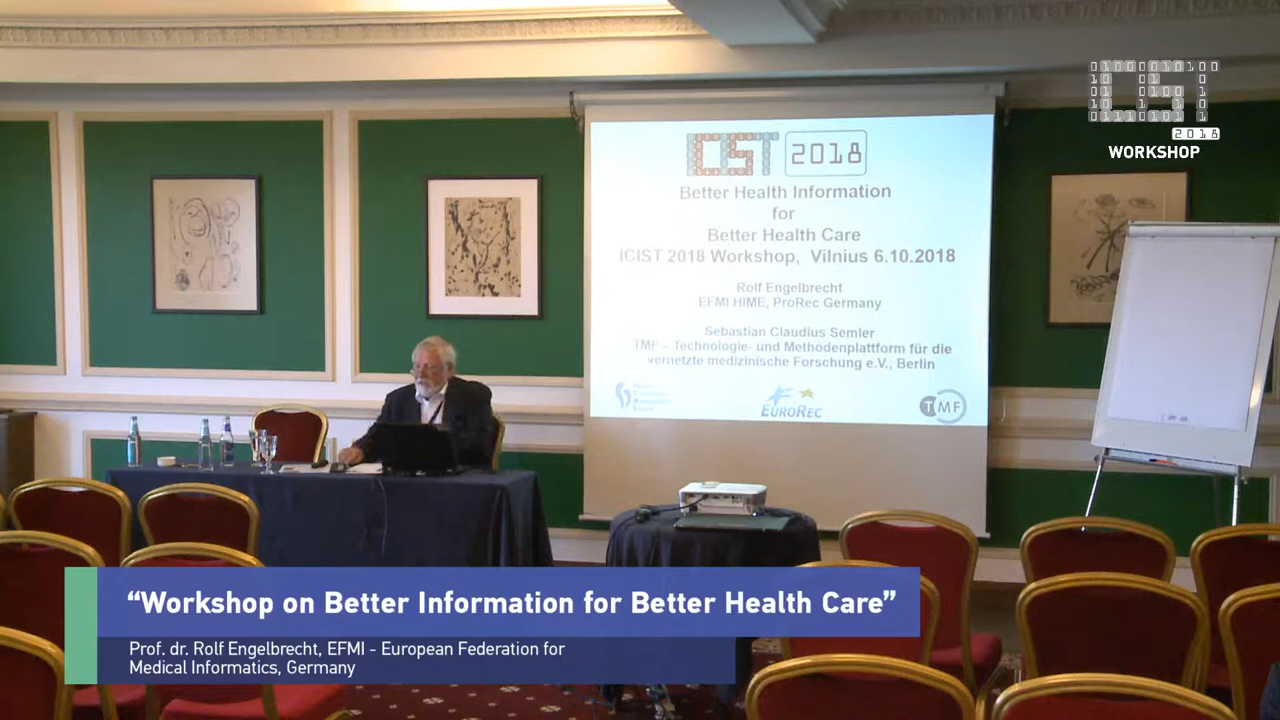 2018
WORKSHOP
2018
Better Health Information
for
Better Health Care
ICIST 2018 Workshop, Vilnius 6.10.2018
Rolf Engelbrecht
EFMI HIME, ProRec Germany
Sebastian Claudius Semler
TMF – Technologie- und Methodenplattform für die
vernetzte medizinische Forschung e.V., Berlin
EUROREC
TMF
“Workshop on Better Information for Better Health Care”
Prof. dr. Rolf Engelbrecht, EFMI - European Federation for
Medical Informatics, Germany